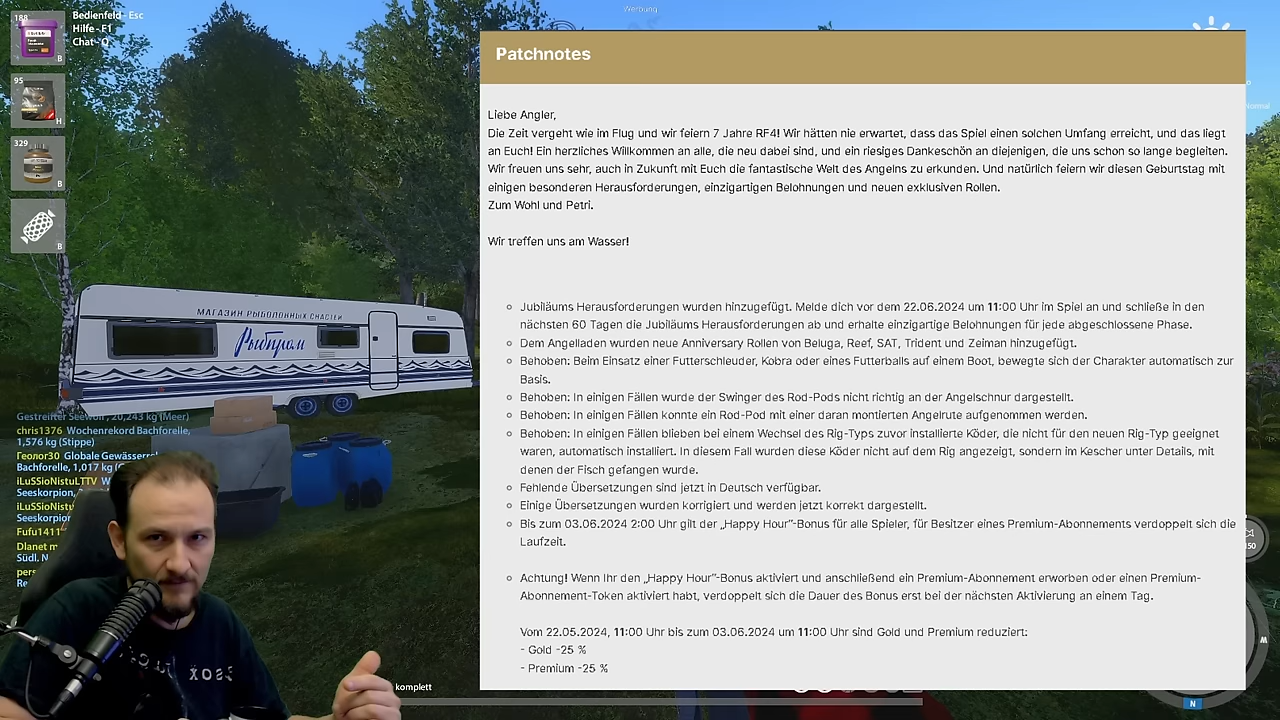 188
Bedienfeld - Esc
Hilfe - F1
Chat - Q
B
95
H
329
B
B
Werbung
Patchnotes
Liebe Angler,
Die Zeit vergeht wie im Flug und wir feiern 7 Jahre RF4! Wir hätten nie erwartet, dass das Spiel einen solchen Umfang erreicht, und das liegt
an Euch! Ein herzliches Willkommen an alle, die neu dabei sind, und ein riesiges Dankeschön an diejenigen, die uns schon so lange begleiten.
Wir freuen uns sehr, auch in Zukunft mit Euch die fantastische Welt des Angelns zu erkunden. Und natürlich feiern wir diesen Geburtstag mit
einigen besonderen Herausforderungen, einzigartigen Belohnungen und neuen exklusiven Rollen.
Zum Wohl und Petri.
Wir treffen uns am Wasser!
Jubiläums Herausforderungen wurden hinzugefügt. Melde dich vor dem 22.06.2024 um 11:00 Uhr im Spiel an und schließe in den
nächsten 60 Tagen die Jubiläums Herausforderungen ab und erhalte einzigartige Belohnungen für jede abgeschlossene Phase.
Dem Angelladen wurden neue Anniversary Rollen von Beluga, Reef, SAT, Trident und Zeiman hinzugefügt.
Behoben: Beim Einsatz einer Futterschleuder, Kobra oder eines Futterballs auf einem Boot, bewegte sich der Charakter automatisch zur
Basis.
Behoben: In einigen Fällen wurde der Swinger des Rod-Pods nicht richtig an der Angelschnur dargestellt.
Behoben: In einigen Fällen konnte ein Rod-Pod mit einer daran montierten Angelrute aufgenommen werden.
Behoben: In einigen Fällen blieben bei einem Wechsel des Rig-Typs zuvor installierte Köder, die nicht für den neuen Rig-Typ geeignet
waren, automatisch installiert. In diesem Fall wurden diese Köder nicht auf dem Rig angezeigt, sondern im Kescher unter Details, mit
denen der Fisch gefangen wurde.
Fehlende Übersetzungen sind jetzt in Deutsch verfügbar.
Einige Übersetzungen wurden korrigiert und werden jetzt korrekt dargestellt.
Bis zum 03.06.2024 2:00 Uhr gilt der „Happy Hour"-Bonus für alle Spieler, für Besitzer eines Premium-Abonnements verdoppelt sich die
Laufzeit.
Achtung! Wenn Ihr den „Happy Hour"-Bonus aktiviert und anschließend ein Premium-Abonnement erworben oder einen Premium-
Abonnement-Token aktiviert habt, verdoppelt sich die Dauer des Bonus erst bei der nächsten Aktivierung an einem Tag.
Vom 22.05.2024, 11:00 Uhr bis zum 03.06.2024 um 11:00 Uhr sind Gold und Premium reduziert:
- Gold -25 %
- Premium -25 %
МАГАЗИН РЫБОЛОВНЫХ СНАСТЕЙ
Рыбпром
Gestreifter Seewolf, 20,243 kg (Meer)
chris1376 Wochenrekord Bachforelle,
1,576 kg (Stippe)
Геолог30 Globale Gewässerre
Bachforelle, 1,017 kg
iLuSSioNistuLTTV
Seeskorpion,
iLuSSioNistu
Seeskorpion
Fufu1411
Südl. N
komplett
150
W
N